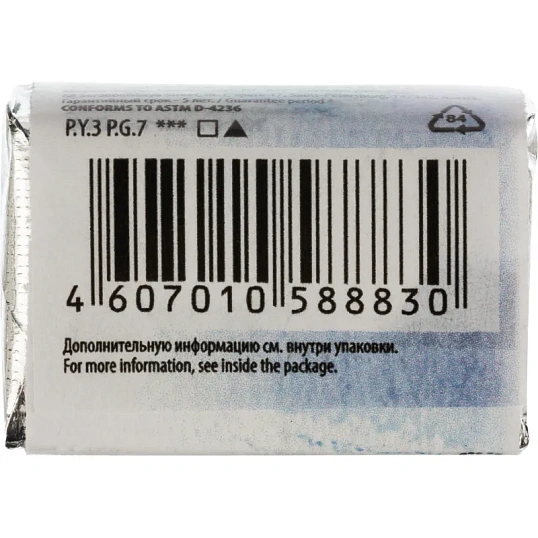 Гарантийный срок - 5 лет. / Guarantee period -
CONFORMS TO ASTM D-4236
P.Y.3 P.G.7 *** □ ▲
84
4 607010 588830
Дополнительную информацию см. внутри упаковки.
For more information, see inside the package.